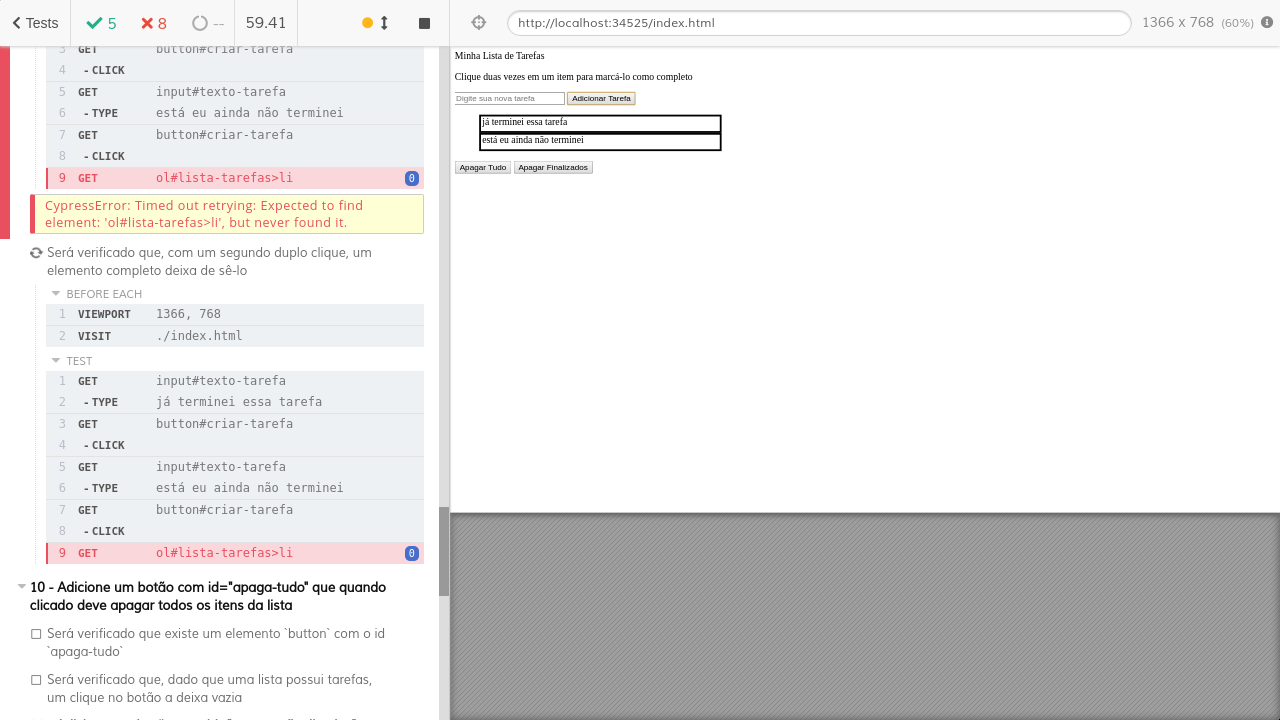 Tests
5
8
--
59.41
3 GET button#criar-tarefa
4 -CLICK
5 GET input#texto-tarefa
6 -TYPE está eu ainda não terminei
7 GET button#criar-tarefa
8 -CLICK
9 GET ol#lista-tarefas>li 0
CypressError: Timed out retrying: Expected to find
element: 'ol#lista-tarefas>li', but never found it.
Será verificado que, com um segundo duplo clique, um
elemento completo deixa de sê-lo
BEFORE EACH
1 VIEWPORT 1366, 768
2 VISIT ./index.html
TEST
1 GET input#texto-tarefa
2 -TYPE já terminei essa tarefa
3 GET button#criar-tarefa
4 -CLICK
5 GET input#texto-tarefa
6 -TYPE está eu ainda não terminei
7 GET button#criar-tarefa
8 -CLICK
9 GET ol#lista-tarefas>li 0
10 - Adicione um botão com id="apaga-tudo" que quando
clicado deve apagar todos os itens da lista
Será verificado que existe um elemento `button` com o id
`apaga-tudo`
Será verificado que, dado que uma lista possui tarefas,
um clique no botão a deixa vazia
http://localhost:34525/index.html
1366 x 768 (60%)
Minha Lista de Tarefas
Clique duas vezes em um item para marcá-lo como completo
Digite sua nova tarefa Adicionar Tarefa
já terminei essa tarefa
está eu ainda não terminei
Apagar Tudo Apagar Finalizados